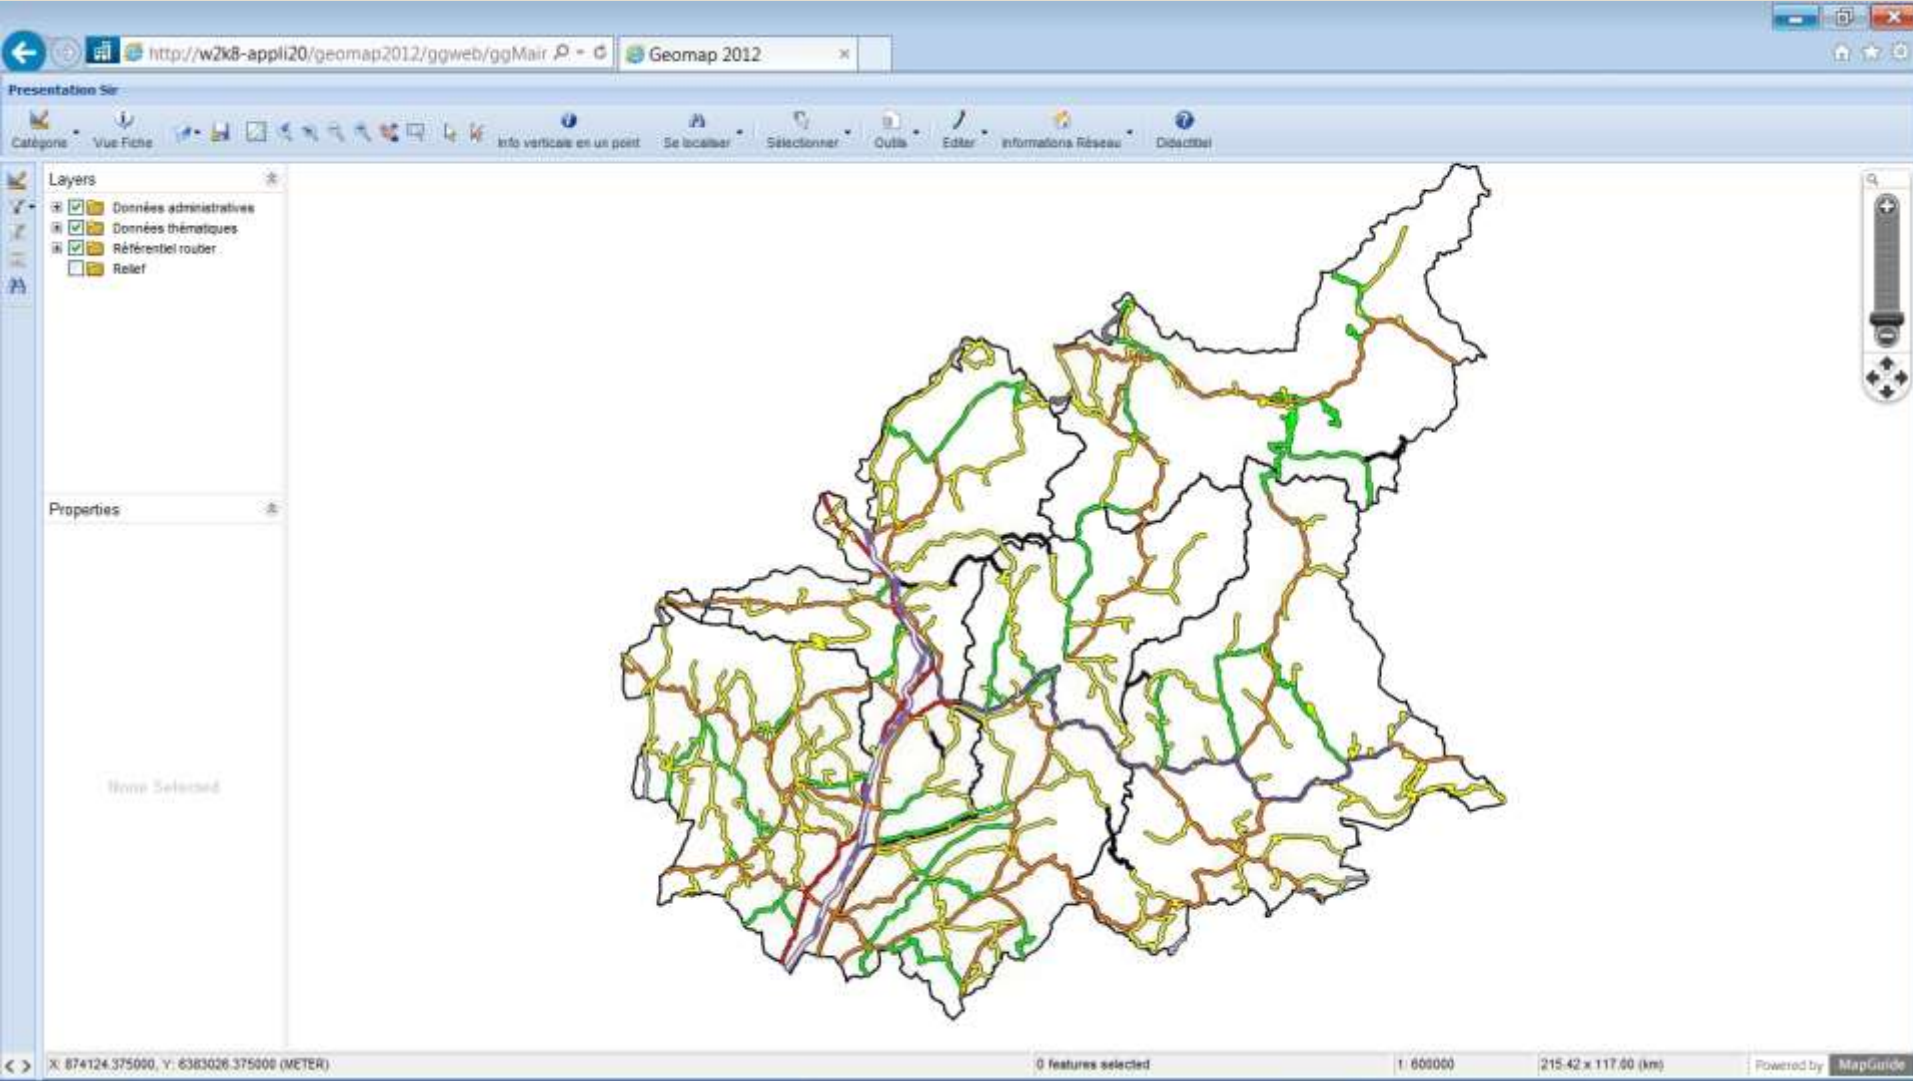 http://w2k8-appli20/geomap2012/ggweb/ggMair
Geomap 2012
Presentation Sir
Catégorie
Vue Fiche
Info verticale en un point
Se localiser
Sélectionner
Outils
Editer
Informations Réseau
Didacticiel
Layers
Données administratives
Données thématiques
Référentiel routier
Relief
Properties
None Selected
X: 874124.375000, Y: 6383026.375000 (METER)
0 features selected
1: 600000
215.42 x 117.00 (km)
Powered by MapGuide